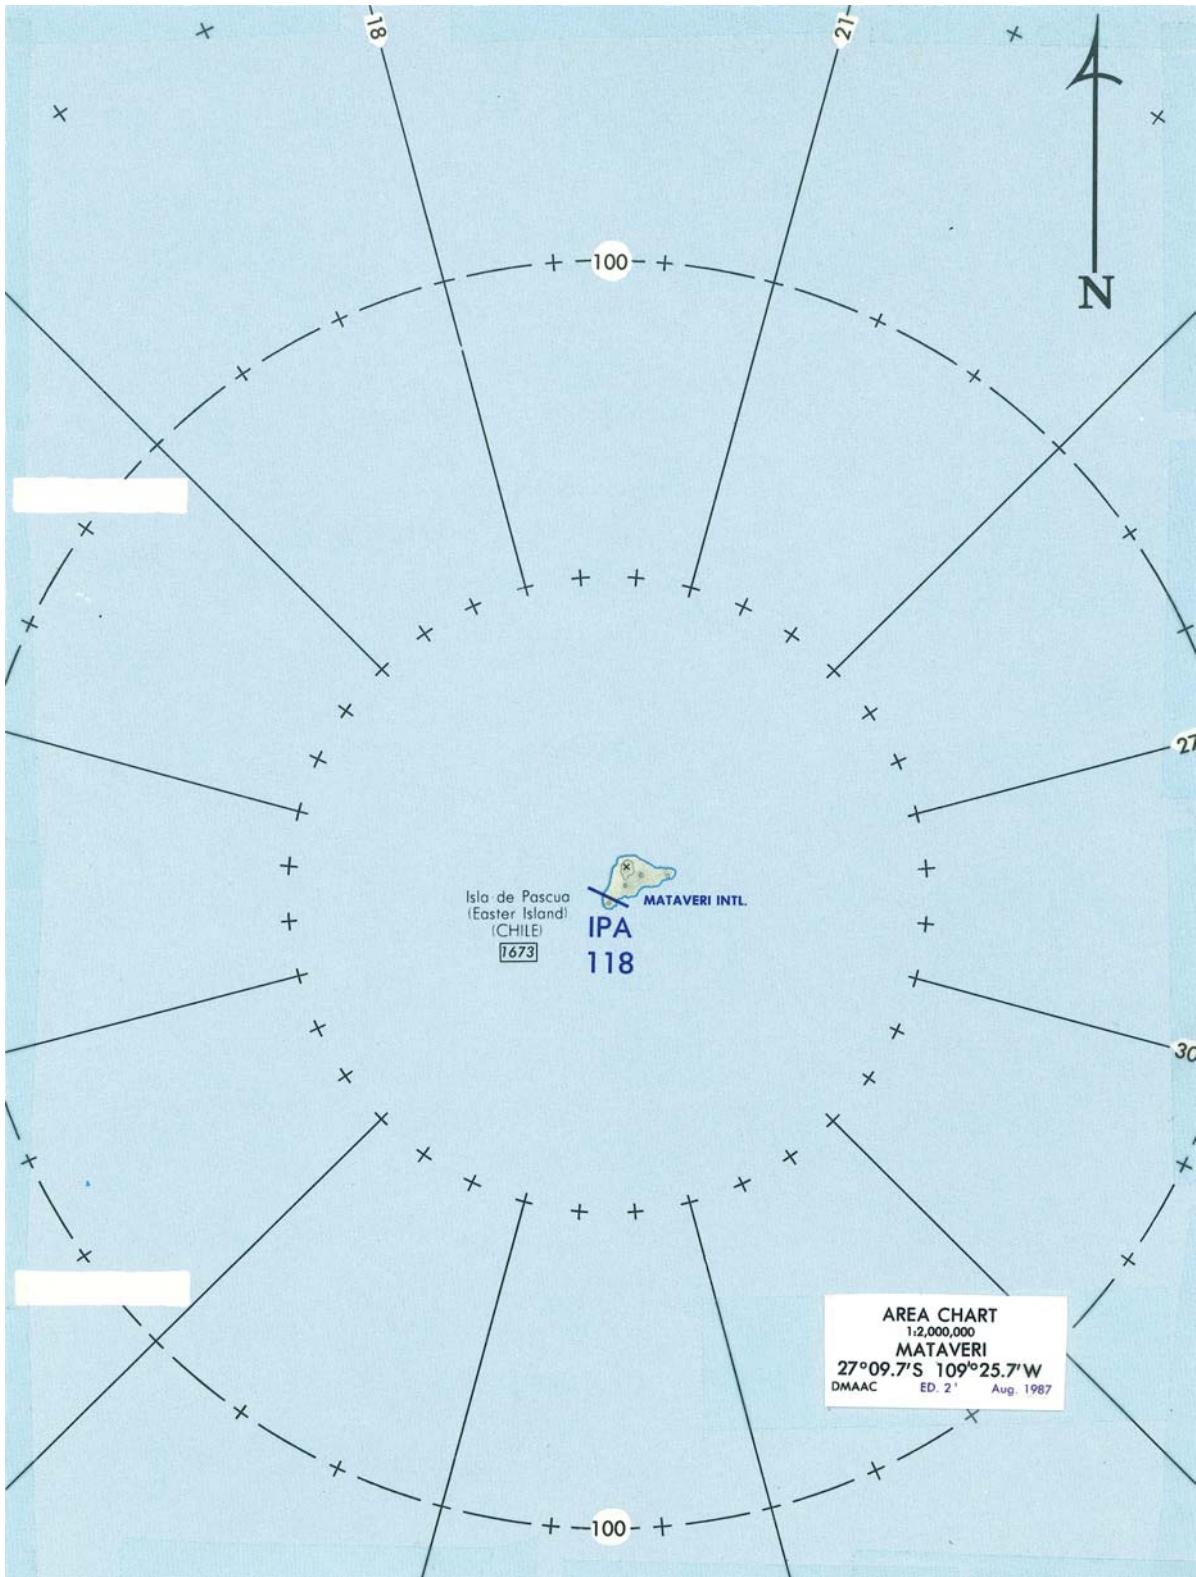 18
21
100
N
27
Isla de Pascua
(Easter Island)
(CHILE)
1673
MATAVERI INTL.
IPA
118
30
AREA CHART
1:2,000,000
MATAVERI
27°09.7'S 109°25.7'W
DMAAC ED. 2 Aug. 1987
100